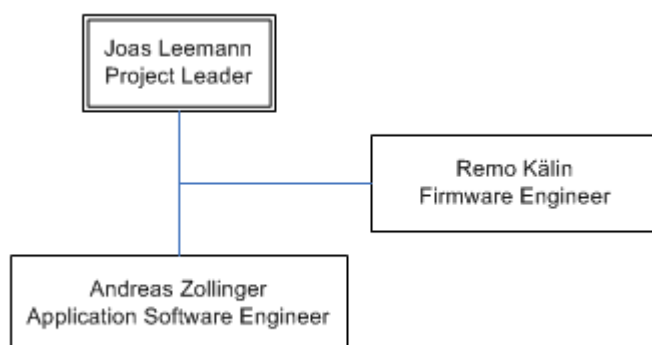 Joas Leemann
Project Leader
Remo Kälin
Firmware Engineer
Andreas Zollinger
Application Software Engineer